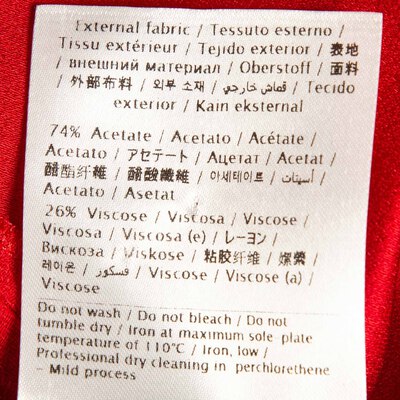 External fabric / Tessuto esterno /
Tissu extérieur / Tejido exterior / 表地
/ внешний материал / Oberstoff / 面料
/ 外部布料 / 외부 소재 / قماش خارجي / Tecido
exterior / Kain eksternal
74% Acetate / Acetato / Acétate /
Acetato / アセテート / Ацетат / Acetat /
醋酯纤维 / 醋酸纖維 / 아세테이트 / أسيتات /
Acetato / Asetat
26% Viscose / Viscosa / Viscose /
Viscosa / Viscosa (e) / レーヨン /
Вискоза / Viskose / 粘胶纤维 / 嫘縈 /
레이온 / فسكوز / Viscose / Viscose (a) /
Viscose
Do not wash / Do not bleach / Do not
tumble dry / Iron at maximum sole-plate
temperature of 110°C / Iron, low /
Professional dry cleaning in perchlorethene
- Mild process